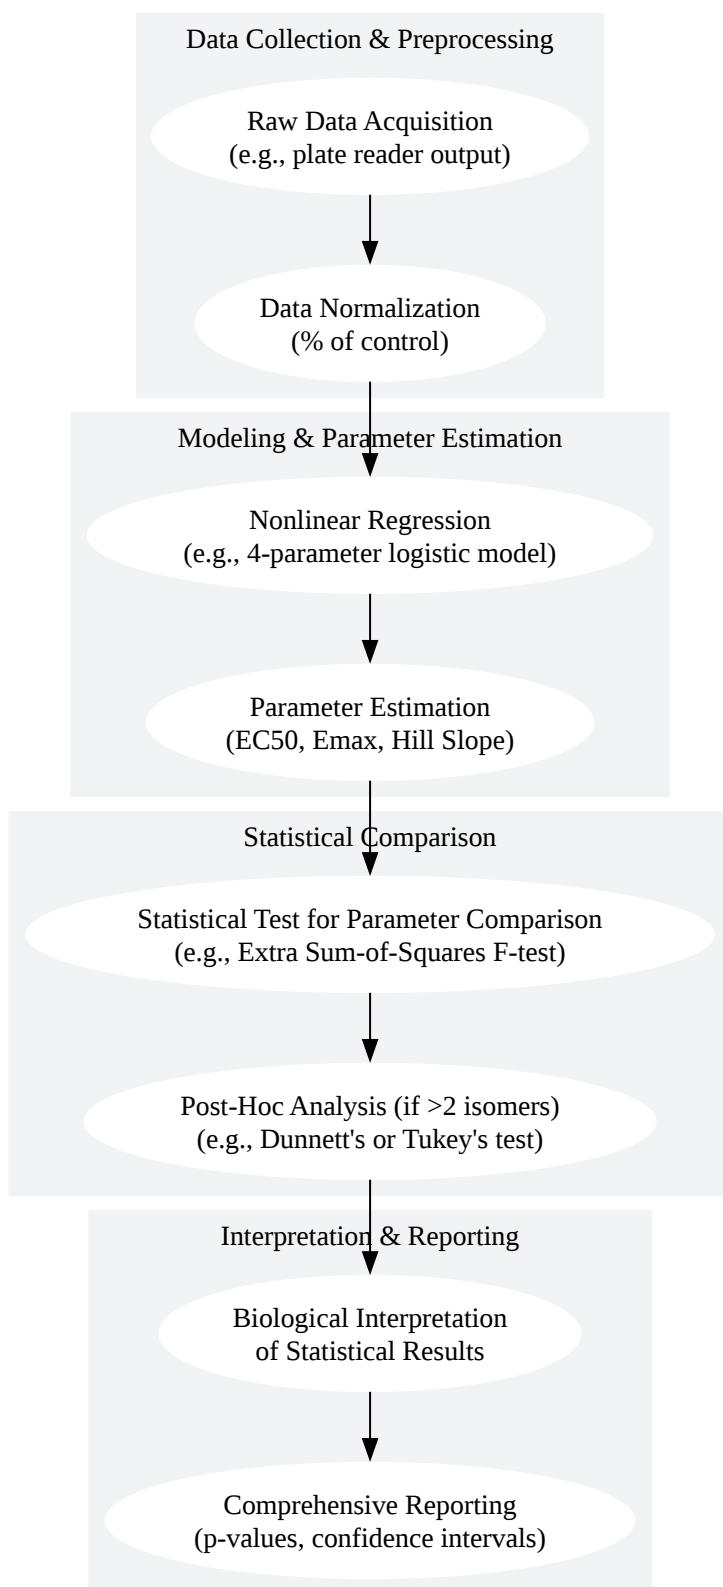 Data Collection & Preprocessing
Raw Data Acquisition
(e.g., plate reader output)
Data Normalization
(% of control)
Modeling & Parameter Estimation
Nonlinear Regression
(e.g., 4-parameter logistic model)
Parameter Estimation
(EC50, Emax, Hill Slope)
Statistical Comparison
Statistical Test for Parameter Comparison
(e.g., Extra Sum-of-Squares F-test)
Post-Hoc Analysis (if >2 isomers)
(e.g., Dunnett's or Tukey's test)
Interpretation & Reporting
Biological Interpretation
of Statistical Results
Comprehensive Reporting
(p-values, confidence intervals)